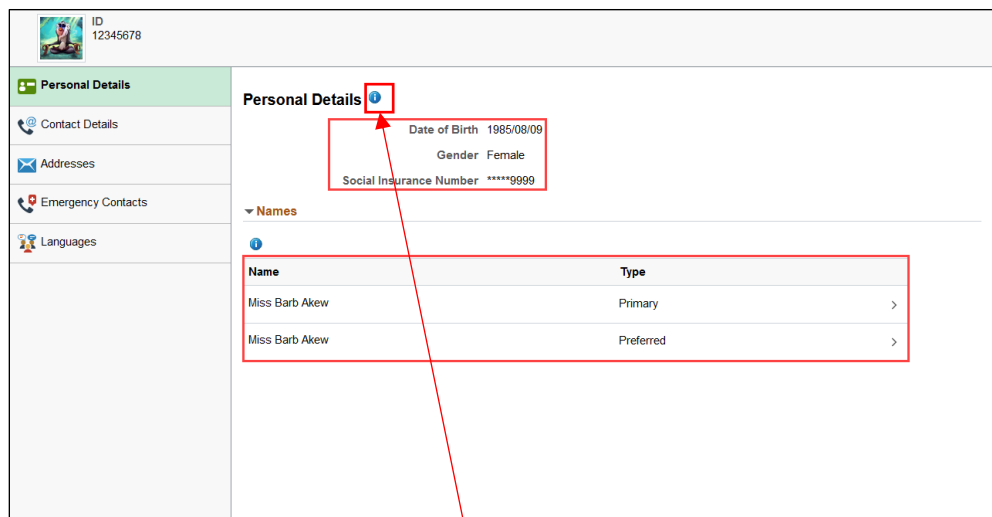 ID
12345678
Personal Details
Contact Details
Addresses
Emergency Contacts
Languages
Personal Details
Date of Birth 1985/08/09
Gender Female
Social Insurance Number *****9999
Names
Name Type
Miss Barb Akew Primary
Miss Barb Akew Preferred